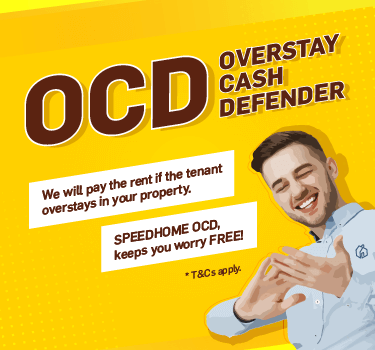 OCD
OVERSTAY
CASH
DEFENDER
We will pay the rent if the tenant
overstays in your property.
SPEEDHOME OCD,
keeps you worry FREE!
* T&Cs apply.